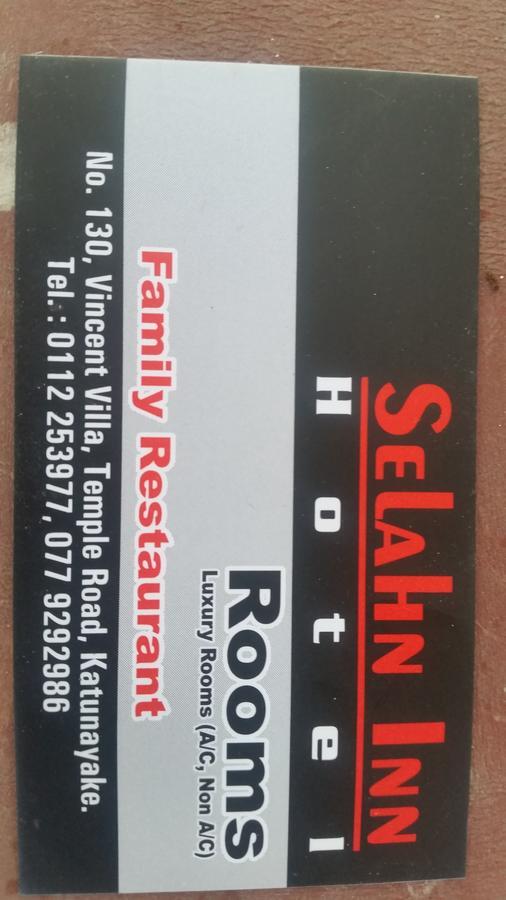 SELAHN INN
Hotel
Rooms
Luxury Rooms (A/C, Non A/C)
Family Restaurant
No. 130, Vincent Villa, Temple Road, Katunayake.
Tel. : 0112 253977, 077 9292986